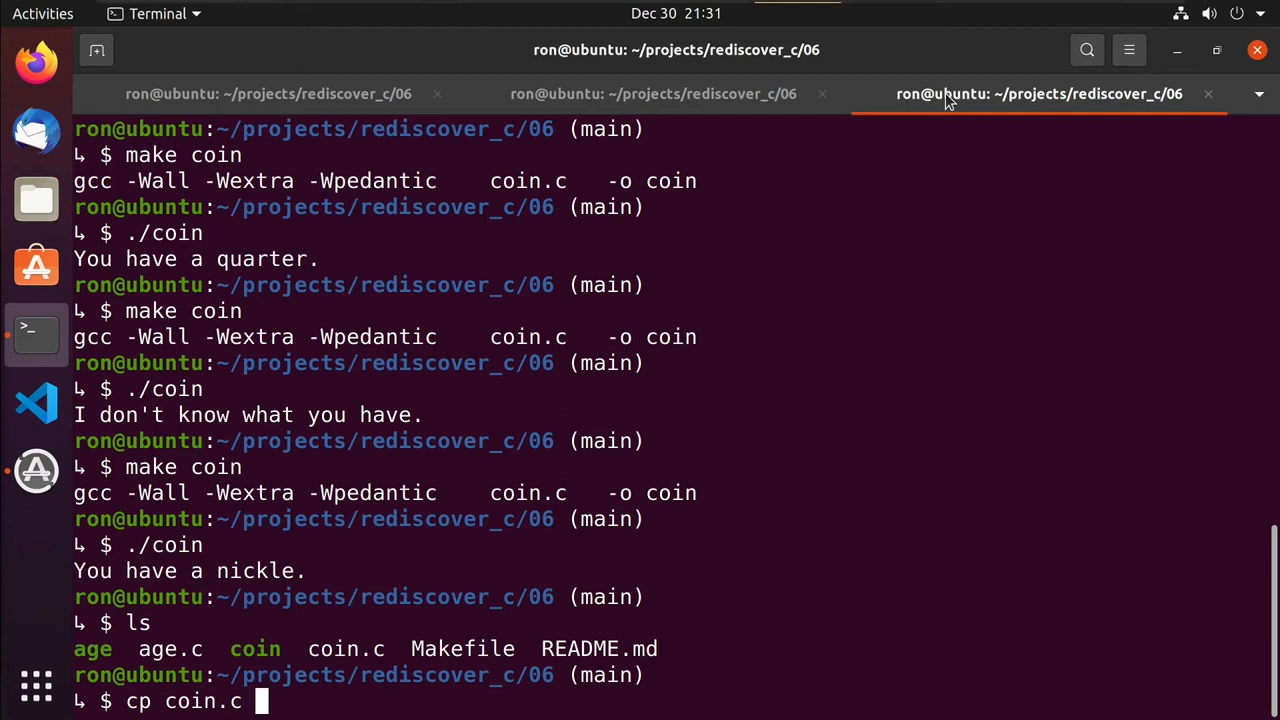 Activities Terminal Dec 30 21:31
ron@ubuntu: ~/projects/rediscover_c/06
ron@ubuntu: ~/projects/rediscover_c/06 ron@ubuntu: ~/projects/rediscover_c/06 ron@ubuntu: ~/projects/rediscover_c/06
ron@ubuntu:~/projects/rediscover_c/06 (main)
↳ $ make coin
gcc -Wall -Wextra -Wpedantic    coin.c   -o coin
ron@ubuntu:~/projects/rediscover_c/06 (main)
↳ $ ./coin
You have a quarter.
ron@ubuntu:~/projects/rediscover_c/06 (main)
↳ $ make coin
gcc -Wall -Wextra -Wpedantic    coin.c   -o coin
ron@ubuntu:~/projects/rediscover_c/06 (main)
↳ $ ./coin
I don't know what you have.
ron@ubuntu:~/projects/rediscover_c/06 (main)
↳ $ make coin
gcc -Wall -Wextra -Wpedantic    coin.c   -o coin
ron@ubuntu:~/projects/rediscover_c/06 (main)
↳ $ ./coin
You have a nickle.
ron@ubuntu:~/projects/rediscover_c/06 (main)
↳ $ ls
age  age.c  coin  coin.c  Makefile  README.md
ron@ubuntu:~/projects/rediscover_c/06 (main)
↳ $ cp coin.c